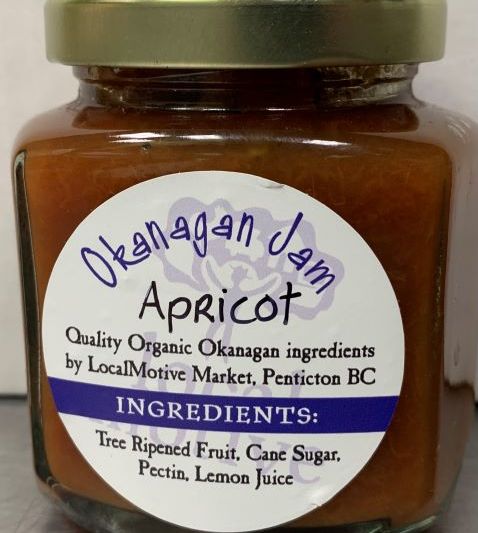 Okanagan Jam
Apricot
Quality Organic Okanagan ingredients
by LocalMotive Market, Penticton BC
INGREDIENTS:
Tree Ripened Fruit, Cane Sugar,
Pectin, Lemon Juice